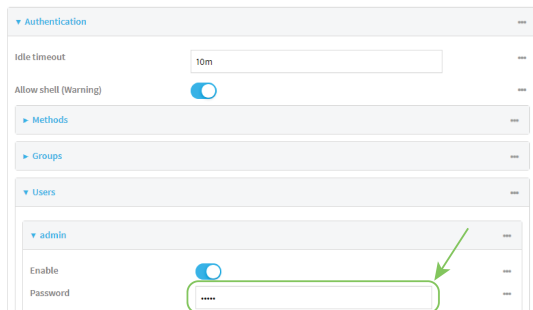 Authentication
Idle timeout
10m
Allow shell (Warning)
Methods
Groups
Users
admin
Enable
Password
•••••